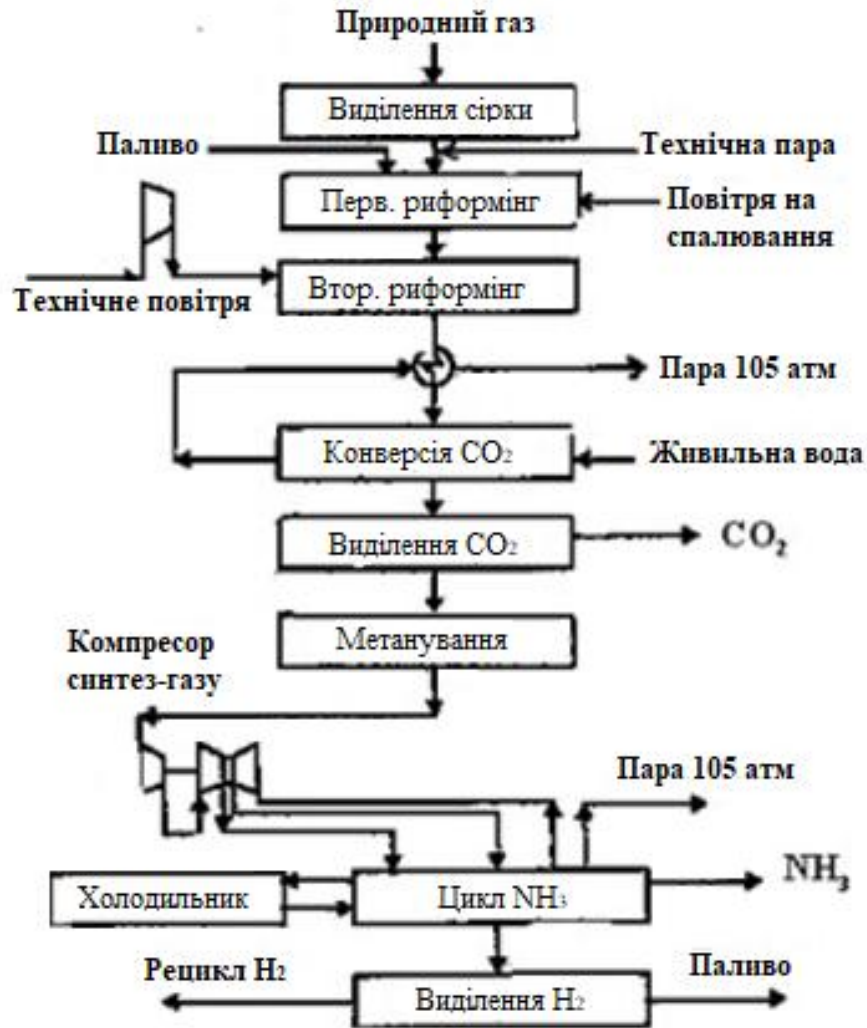 Природний газ
Виділення сірки
Паливо
Технічна пара
Перв. риформінг
Повітря на
спалювання
Технічне повітря
Втор. риформінг
Пара 105 атм
Конверсія CO₂
Живильна вода
Виділення CO₂
CO₂
Метанування
Компресор
синтез-газу
Пара 105 атм
Холодильник
Цикл NH₃
NH₃
Рецикл H₂
Виділення H₂
Паливо